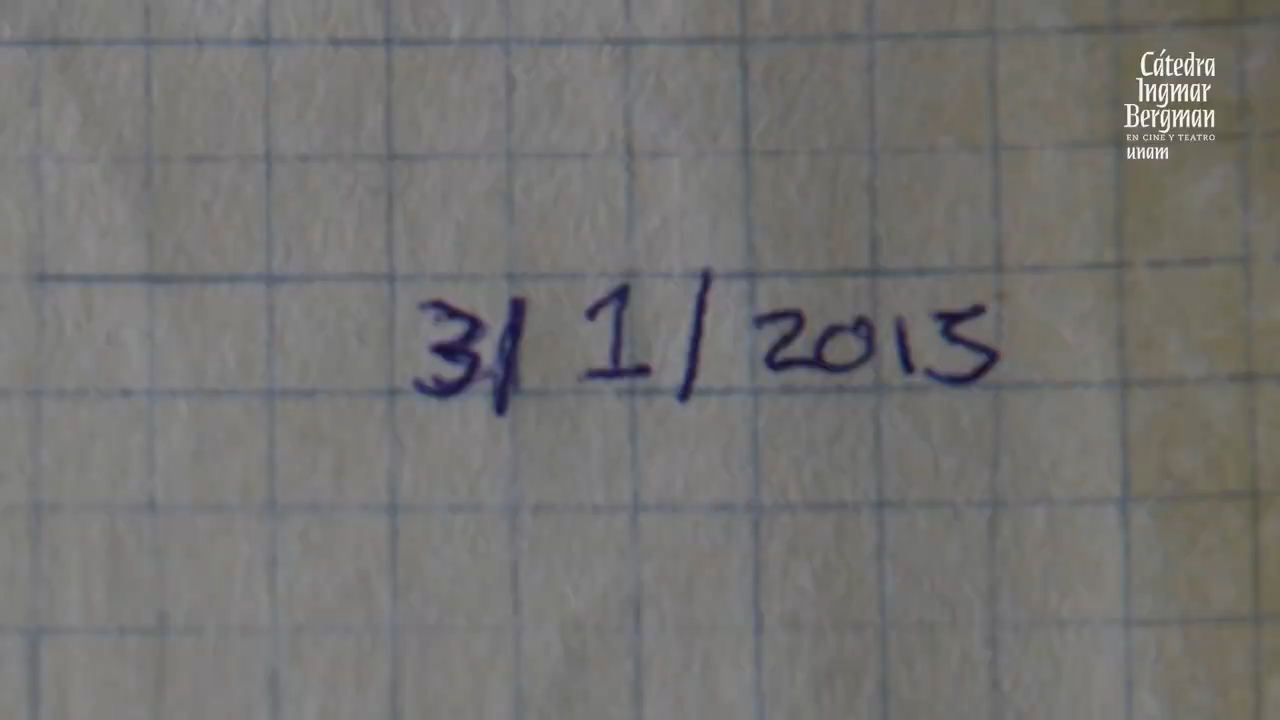 Cátedra
Ingmar
Bergman
EN CINE Y TEATRO
unam
3/ 1 / 2015